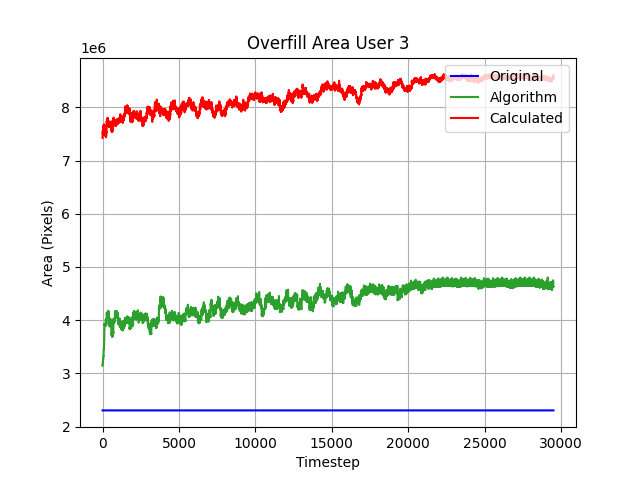 Overfill Area User 3
1e6
Original
Algorithm
Calculated
8
7
6
5
4
3
2
Area (Pixels)
0 5000 10000 15000 20000 25000 30000
Timestep